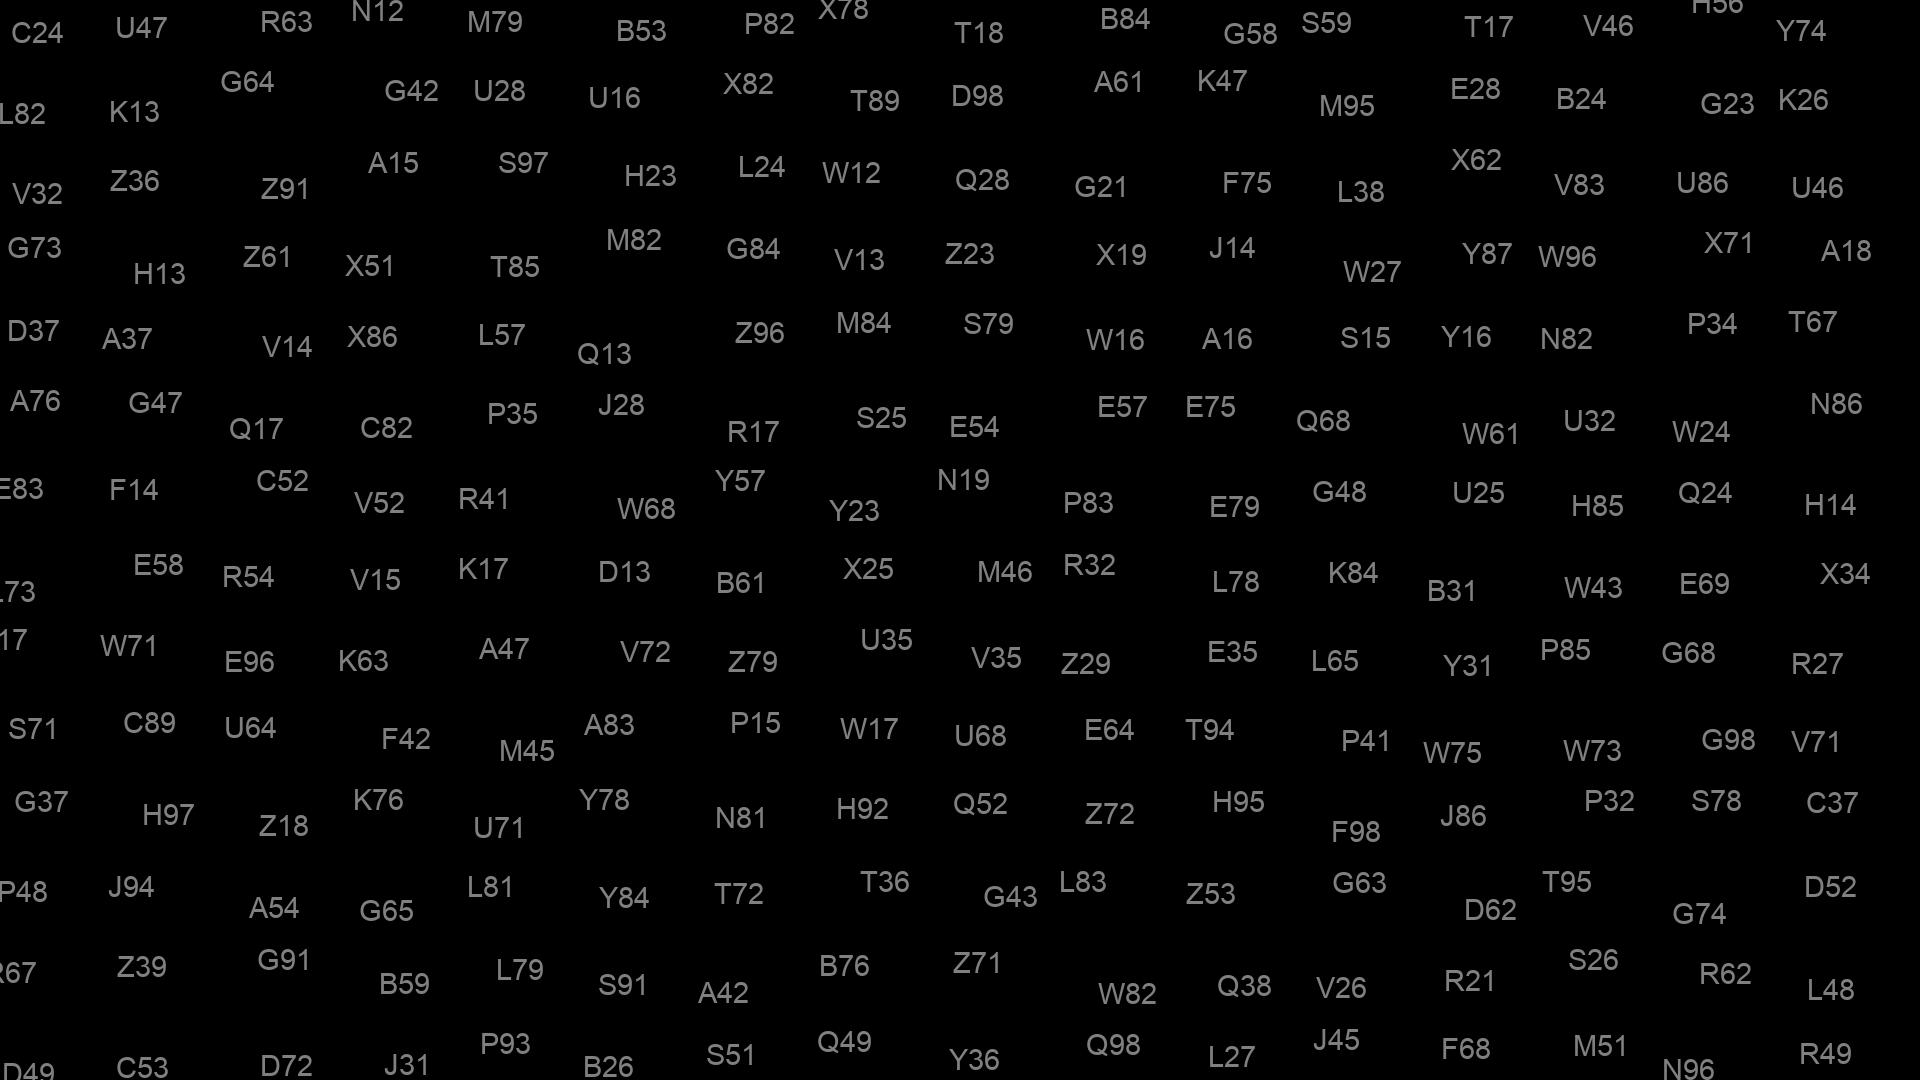 C24 U47 R63 N12 M79 B53 P82 X78 T18 B84 G58 S59 T17 V46 H56 Y74
L82 K13 G64 G42 U28 U16 X82 T89 D98 A61 K47 M95 E28 B24 G23 K26
V32 Z36 Z91 A15 S97 H23 L24 W12 Q28 G21 F75 L38 X62 V83 U86 U46
G73 H13 Z61 X51 T85 M82 G84 V13 Z23 X19 J14 W27 Y87 W96 X71 A18
D37 A37 V14 X86 L57 Q13 Z96 M84 S79 W16 A16 S15 Y16 N82 P34 T67
A76 G47 Q17 C82 P35 J28 R17 S25 E54 E57 E75 Q68 W61 U32 W24 N86
E83 F14 C52 V52 R41 W68 Y57 Y23 N19 P83 E79 G48 U25 H85 Q24 H14
E58 R54 V15 K17 D13 B61 X25 M46 R32 L78 K84 B31 W43 E69 X34
17 W71 E96 K63 A47 V72 Z79 U35 V35 Z29 E35 L65 Y31 P85 G68 R27
S71 C89 U64 F42 M45 A83 P15 W17 U68 E64 T94 P41 W75 W73 G98 V71
G37 H97 Z18 K76 U71 Y78 N81 H92 Q52 Z72 H95 F98 J86 P32 S78 C37
P48 J94 A54 G65 L81 Y84 T72 T36 G43 L83 Z53 G63 D62 T95 G74 D52
R67 Z39 G91 B59 L79 S91 A42 B76 Z71 W82 Q38 V26 R21 S26 R62 L48
D49 C53 D72 J31 P93 B26 S51 Q49 Y36 Q98 L27 J45 F68 M51 N96 R49